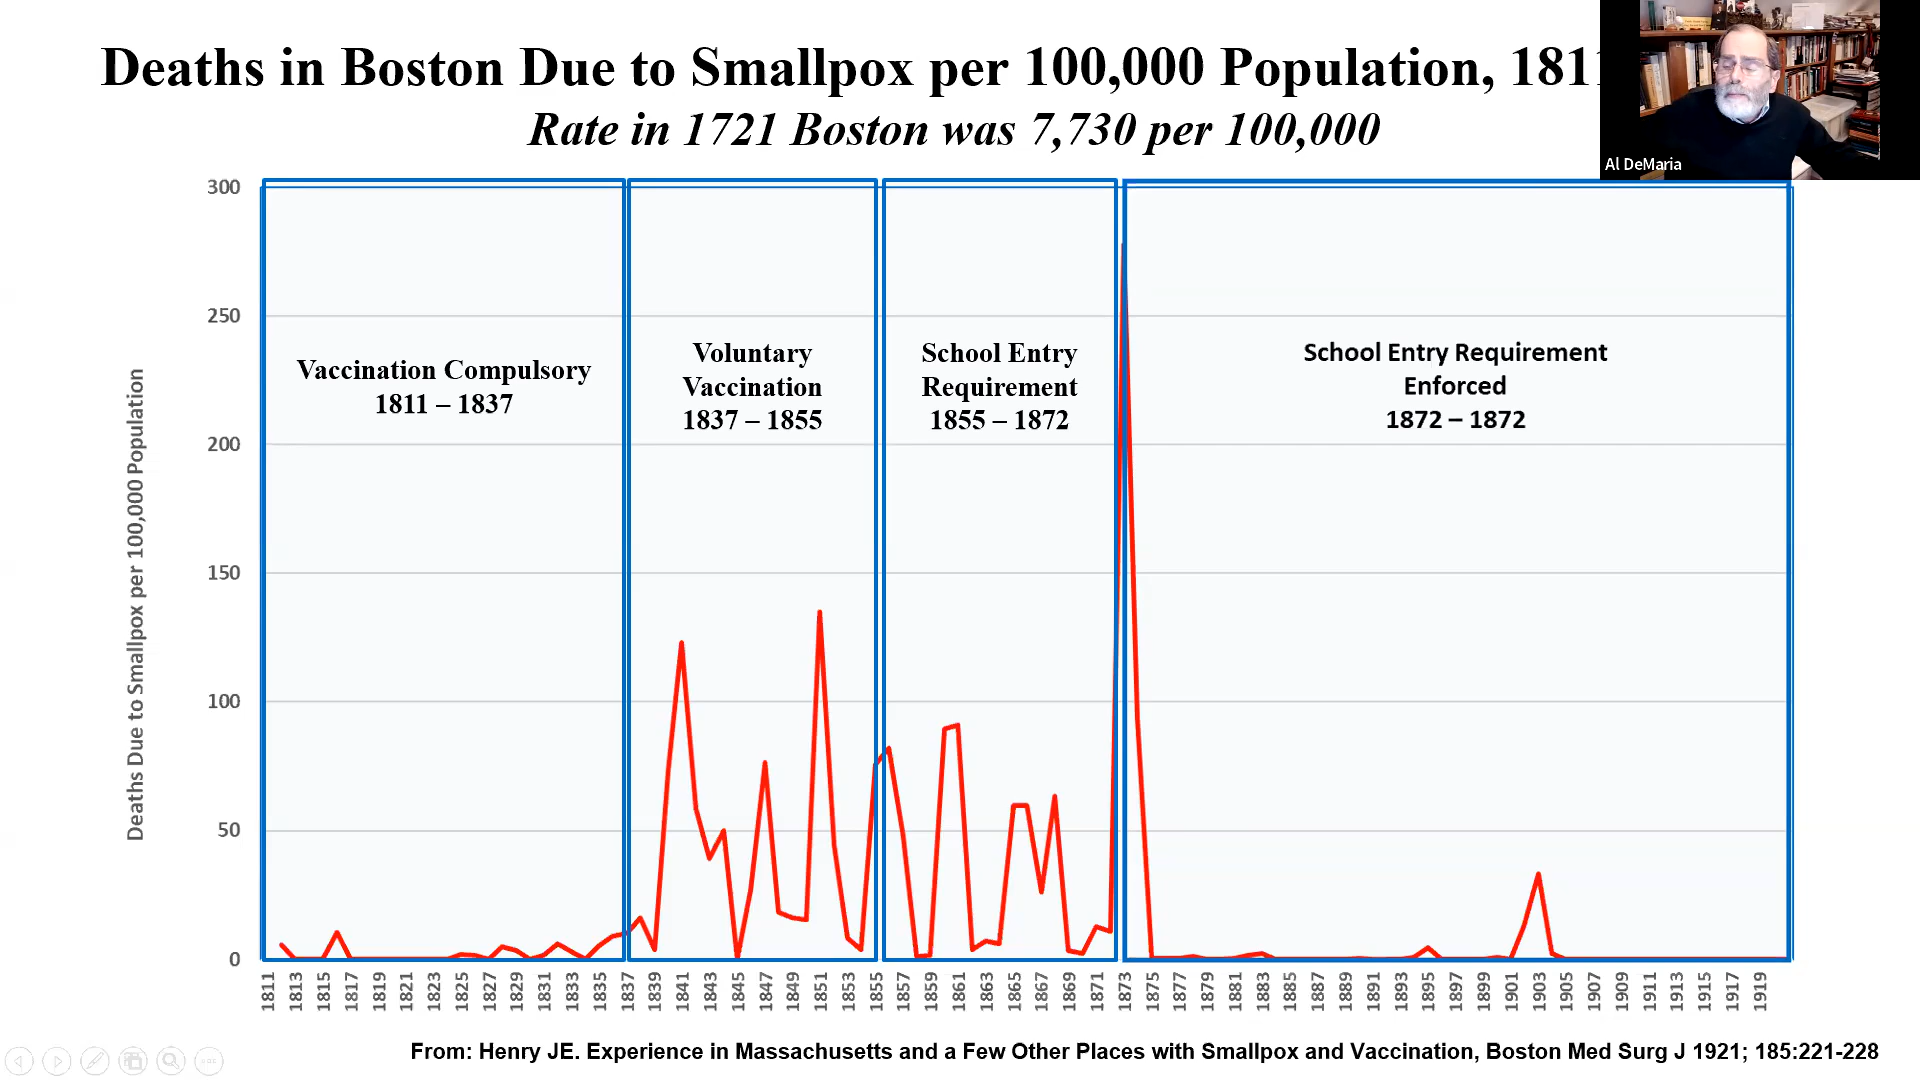 Deaths in Boston Due to Smallpox per 100,000 Population, 1811
Rate in 1721 Boston was 7,730 per 100,000
Al DeMaria
Deaths Due to Smallpox per 100,000 Population
300
250
200
150
100
50
0
Vaccination Compulsory
1811 – 1837
Voluntary
Vaccination
1837 – 1855
School Entry
Requirement
1855 – 1872
School Entry Requirement
Enforced
1872 – 1872
1811 1813 1815 1817 1819 1821 1823 1825 1827 1829 1831 1833 1835 1837 1839 1841 1843 1845 1847 1849 1851 1853 1855 1857 1859 1861 1863 1865 1867 1869 1871 1873 1875 1877 1879 1881 1883 1885 1887 1889 1891 1893 1895 1897 1899 1901 1903 1905 1907 1909 1911 1913 1915 1917 1919
From: Henry JE. Experience in Massachusetts and a Few Other Places with Smallpox and Vaccination, Boston Med Surg J 1921; 185:221-228